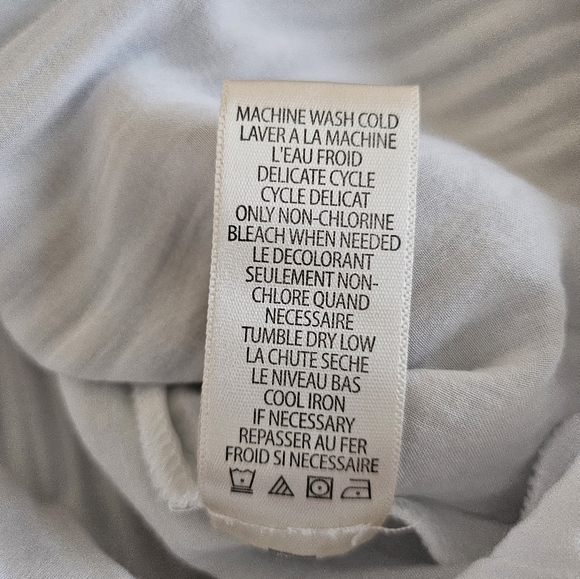 MACHINE WASH COLD
LAVER A LA MACHINE
L'EAU FROID
DELICATE CYCLE
CYCLE DELICAT
ONLY NON-CHLORINE
BLEACH WHEN NEEDED
LE DECOLORANT
SEULEMENT NON-
CHLORE QUAND
NECESSAIRE
TUMBLE DRY LOW
LA CHUTE SECHE
LE NIVEAU BAS
COOL IRON
IF NECESSARY
REPASSER AU FER
FROID SI NECESSAIRE